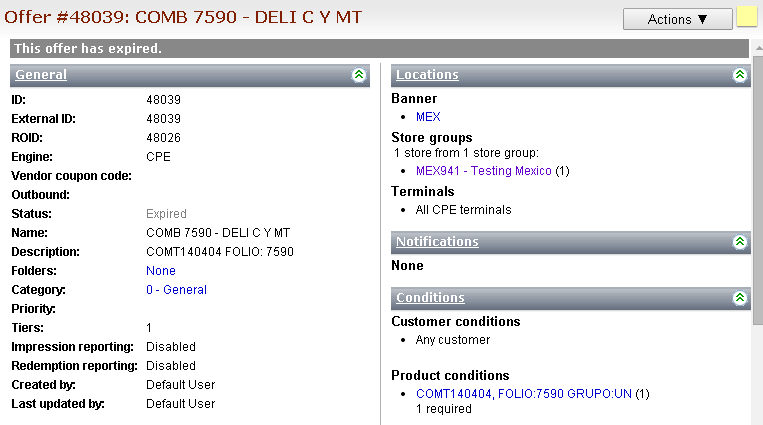 Offer #48039: COMB 7590 - DELI C Y MT
Actions ▼
This offer has expired.
General
ID: 48039
External ID: 48039
ROID: 48026
Engine: CPE
Vendor coupon code:
Outbound:
Status: Expired
Name: COMB 7590 - DELI C Y MT
Description: COMT140404 FOLIO: 7590
Folders: None
Category: 0 - General
Priority:
Tiers: 1
Impression reporting: Disabled
Redemption reporting: Disabled
Created by: Default User
Last updated by: Default User
Locations
Banner
• MEX
Store groups
1 store from 1 store group:
• MEX941 - Testing Mexico (1)
Terminals
• All CPE terminals
Notifications
None
Conditions
Customer conditions
• Any customer
Product conditions
• COMT140404, FOLIO:7590 GRUPO:UN (1)
1 required